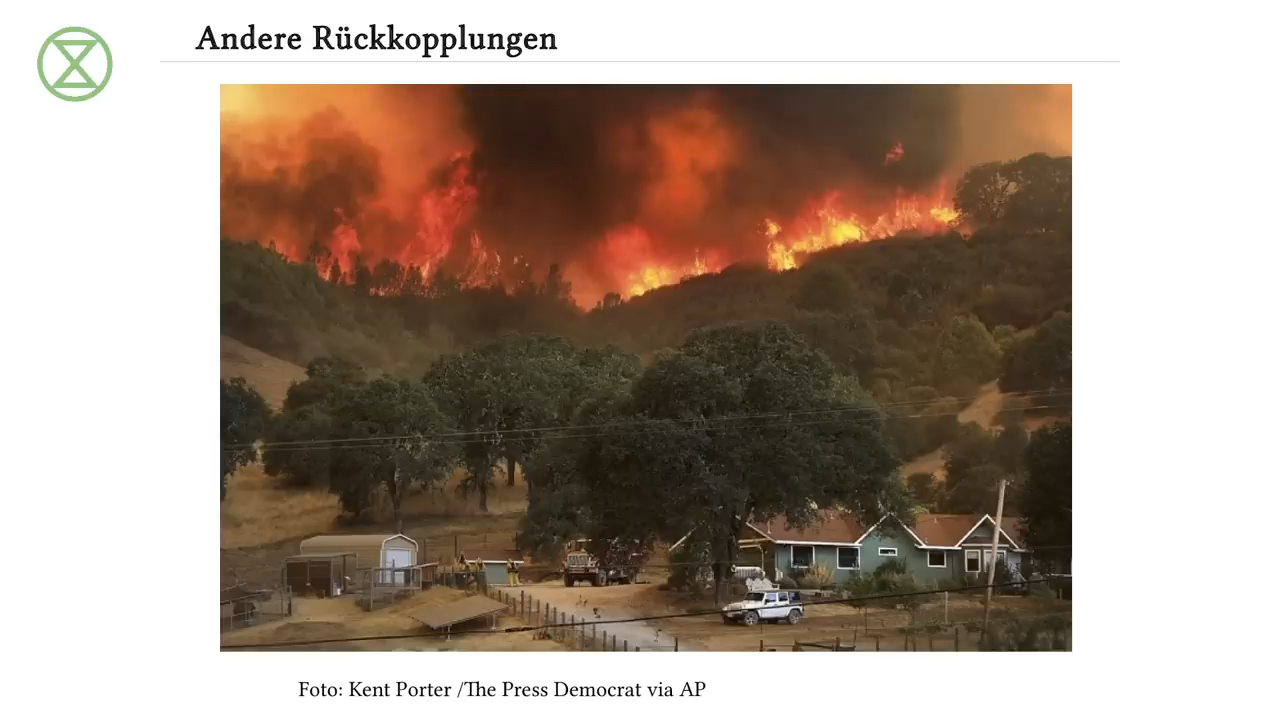 Andere Rückkopplungen
Foto: Kent Porter /The Press Democrat via AP